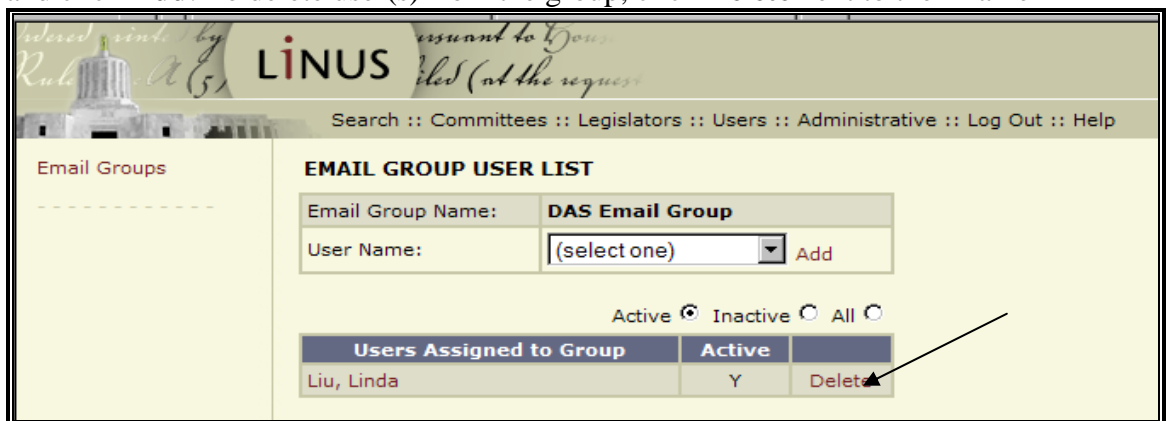 LiNUS
Search :: Committees :: Legislators :: Users :: Administrative :: Log Out :: Help
Email Groups
EMAIL GROUP USER LIST
Email Group Name: DAS Email Group
User Name: (select one) Add
Active Inactive All
Users Assigned to Group Active
Liu, Linda Y Delete